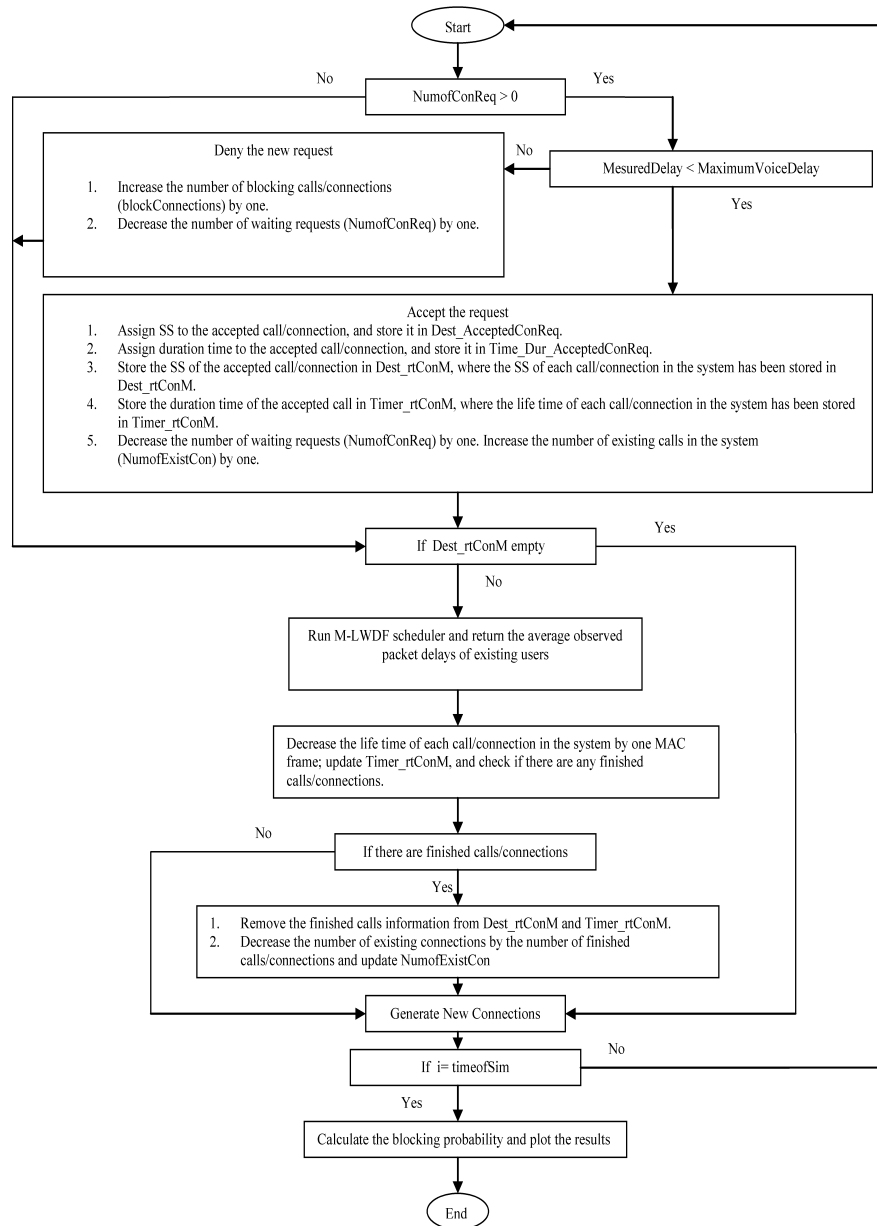 Start
No
Yes
NumofConReq > 0
Deny the new request
1. Increase the number of blocking calls/connections
(blockConnections) by one.
2. Decrease the number of waiting requests (NumofConReq) by one.
No
MesuredDelay < MaximumVoiceDelay
Yes
Accept the request
1. Assign SS to the accepted call/connection, and store it in Dest_AcceptedConReq.
2. Assign duration time to the accepted call/connection, and store it in Time_Dur_AcceptedConReq.
3. Store the SS of the accepted call/connection in Dest_rtConM, where the SS of each call/connection in the system has been stored in
Dest_rtConM.
4. Store the duration time of the accepted call in Timer_rtConM, where the life time of each call/connection in the system has been stored
in Timer_rtConM.
5. Decrease the number of waiting requests (NumofConReq) by one. Increase the number of existing calls in the system
(NumofExistCon) by one.
If Dest_rtConM empty
Yes
No
Run M-LWDF scheduler and return the average observed
packet delays of existing users
Decrease the life time of each call/connection in the system by one MAC
frame; update Timer_rtConM, and check if there are any finished
calls/connections.
No
If there are finished calls/connections
Yes
1. Remove the finished calls information from Dest_rtConM and Timer_rtConM.
2. Decrease the number of existing connections by the number of finished
calls/connections and update NumofExistCon
Generate New Connections
If i= timeofSim
No
Yes
Calculate the blocking probability and plot the results
End